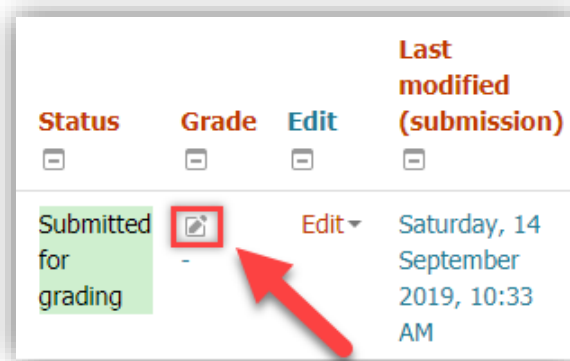 Status Grade Edit Last modified (submission)
Submitted for grading
-
Edit
Saturday, 14 September 2019, 10:33 AM